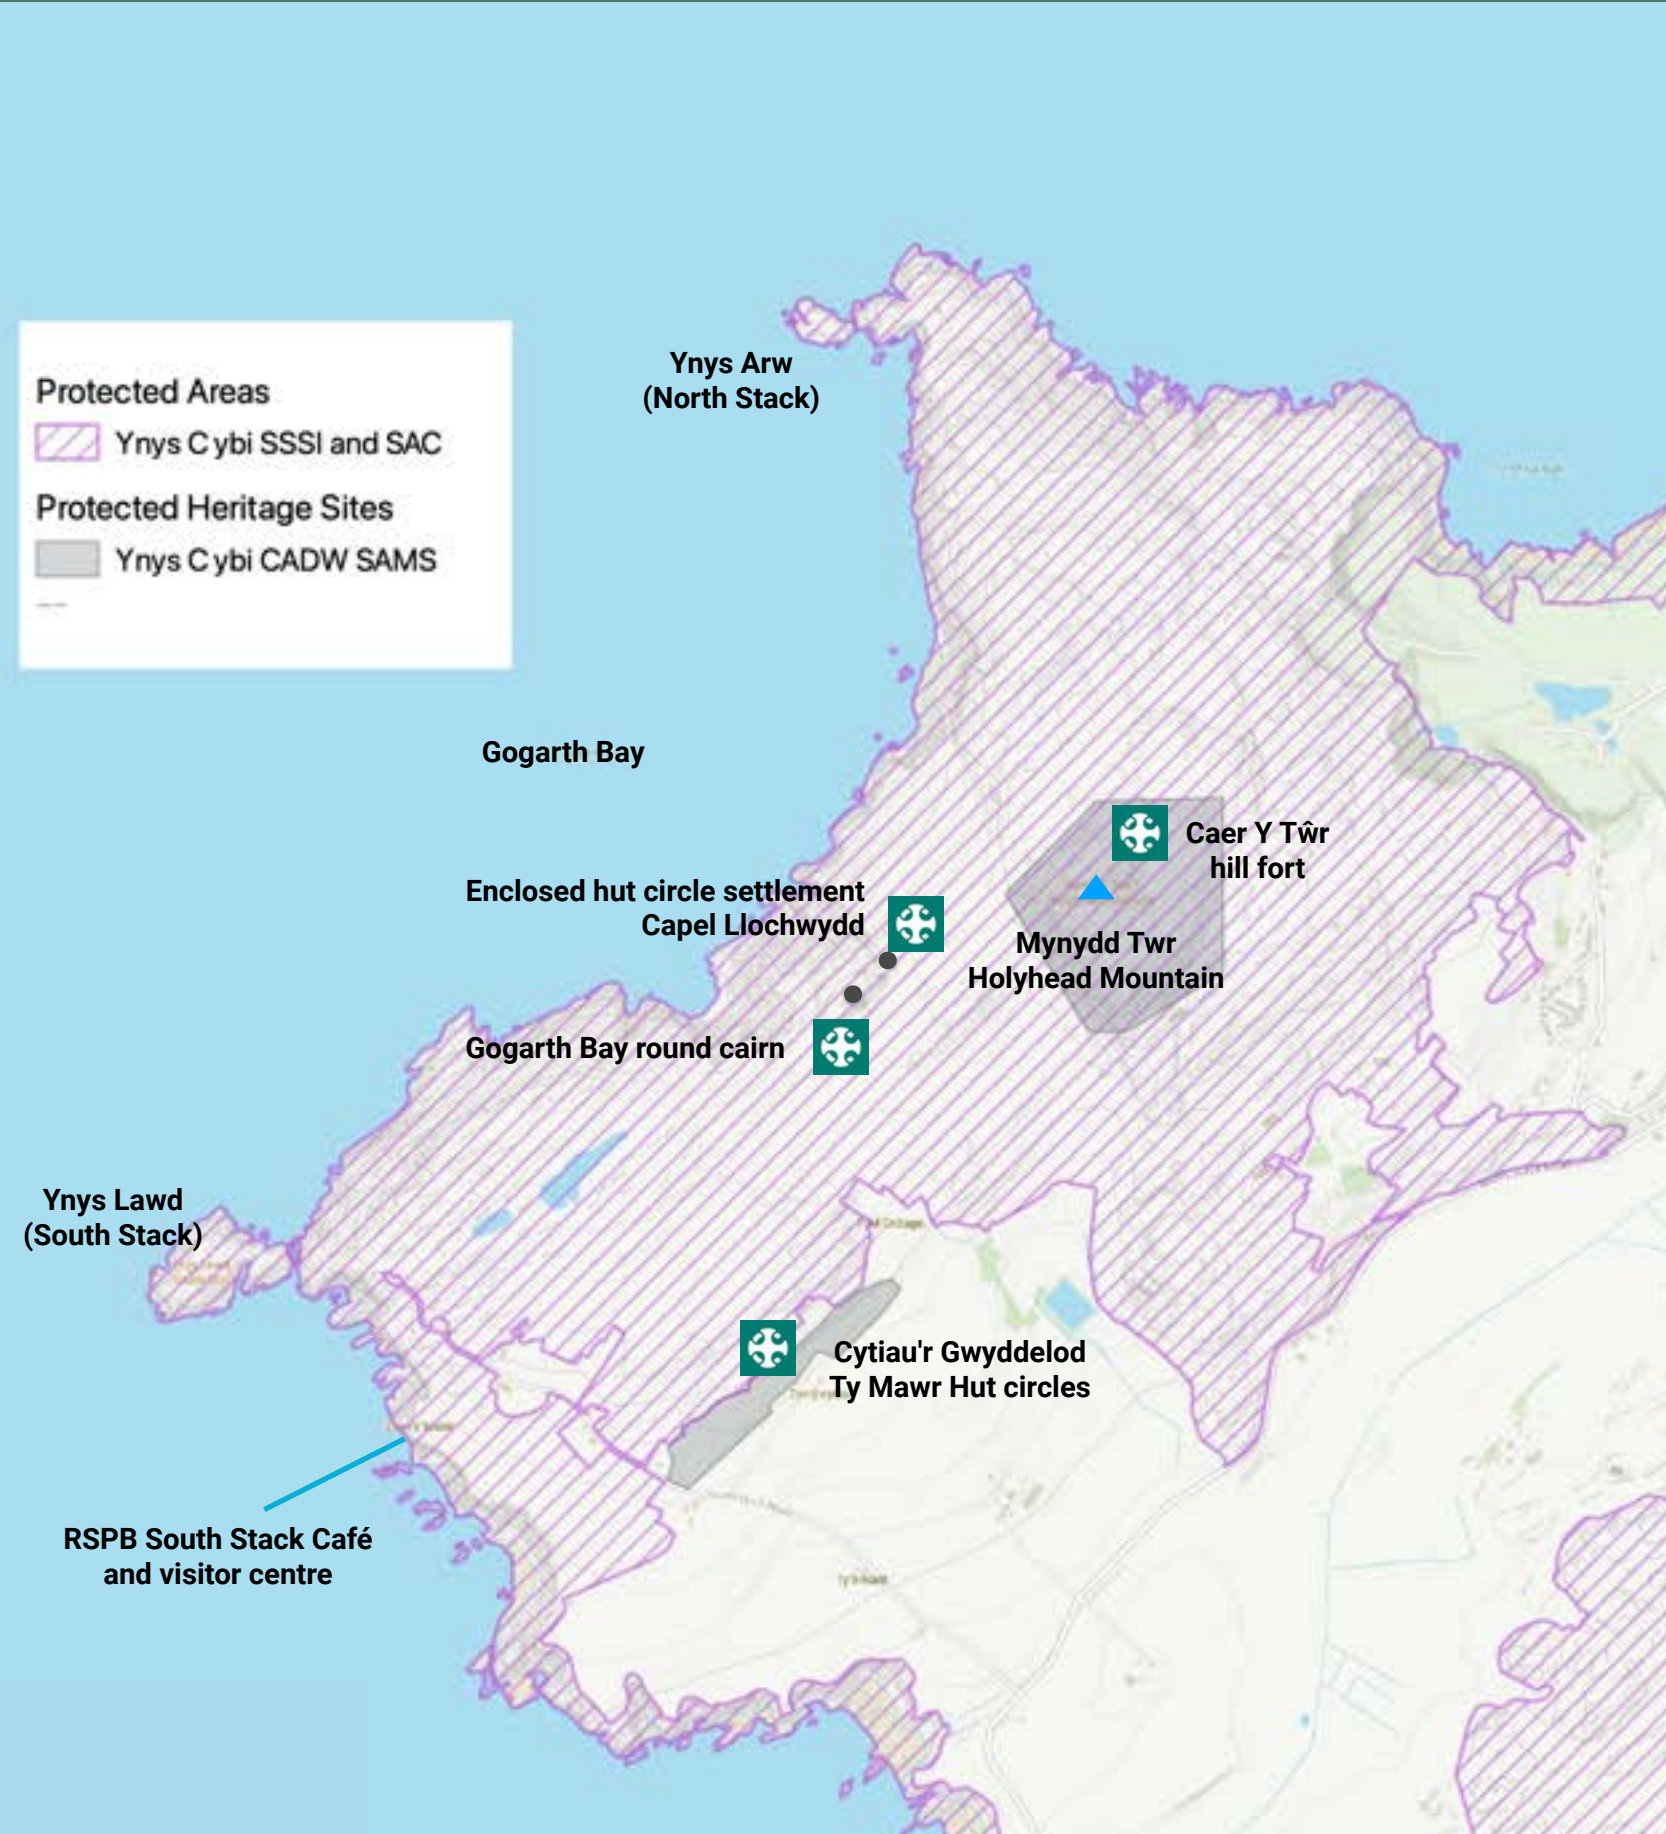 Ynys Arw
(North Stack)
Protected Areas
Ynys Cybi SSSI and SAC
Protected Heritage Sites
Ynys Cybi CADW SAMS
Gogarth Bay
Caer Y Tŵr
hill fort
Enclosed hut circle settlement
Capel Llochwydd
Mynydd Twr
Holyhead Mountain
Gogarth Bay round cairn
Ynys Lawd
(South Stack)
Cytiau'r Gwyddelod
Ty Mawr Hut circles
RSPB South Stack Café
and visitor centre